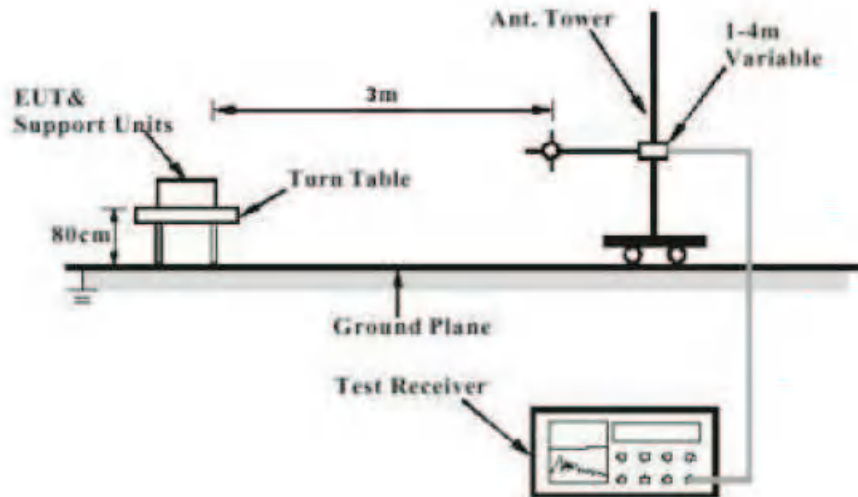 Ant. Tower
1-4m
Variable
EUT&
Support Units
3m
Turn Table
80cm
Ground Plane
Test Receiver